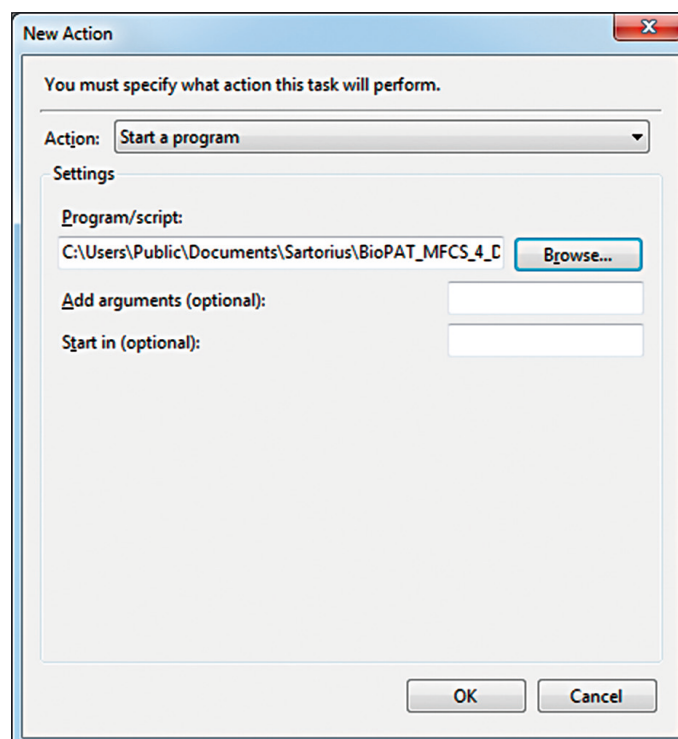 New Action
You must specify what action this task will perform.
Action: Start a program
Settings
Program/script:
C:\Users\Public\Documents\Sartorius\BioPAT_MFCS_4_D Browse...
Add arguments (optional):
Start in (optional):
OK Cancel